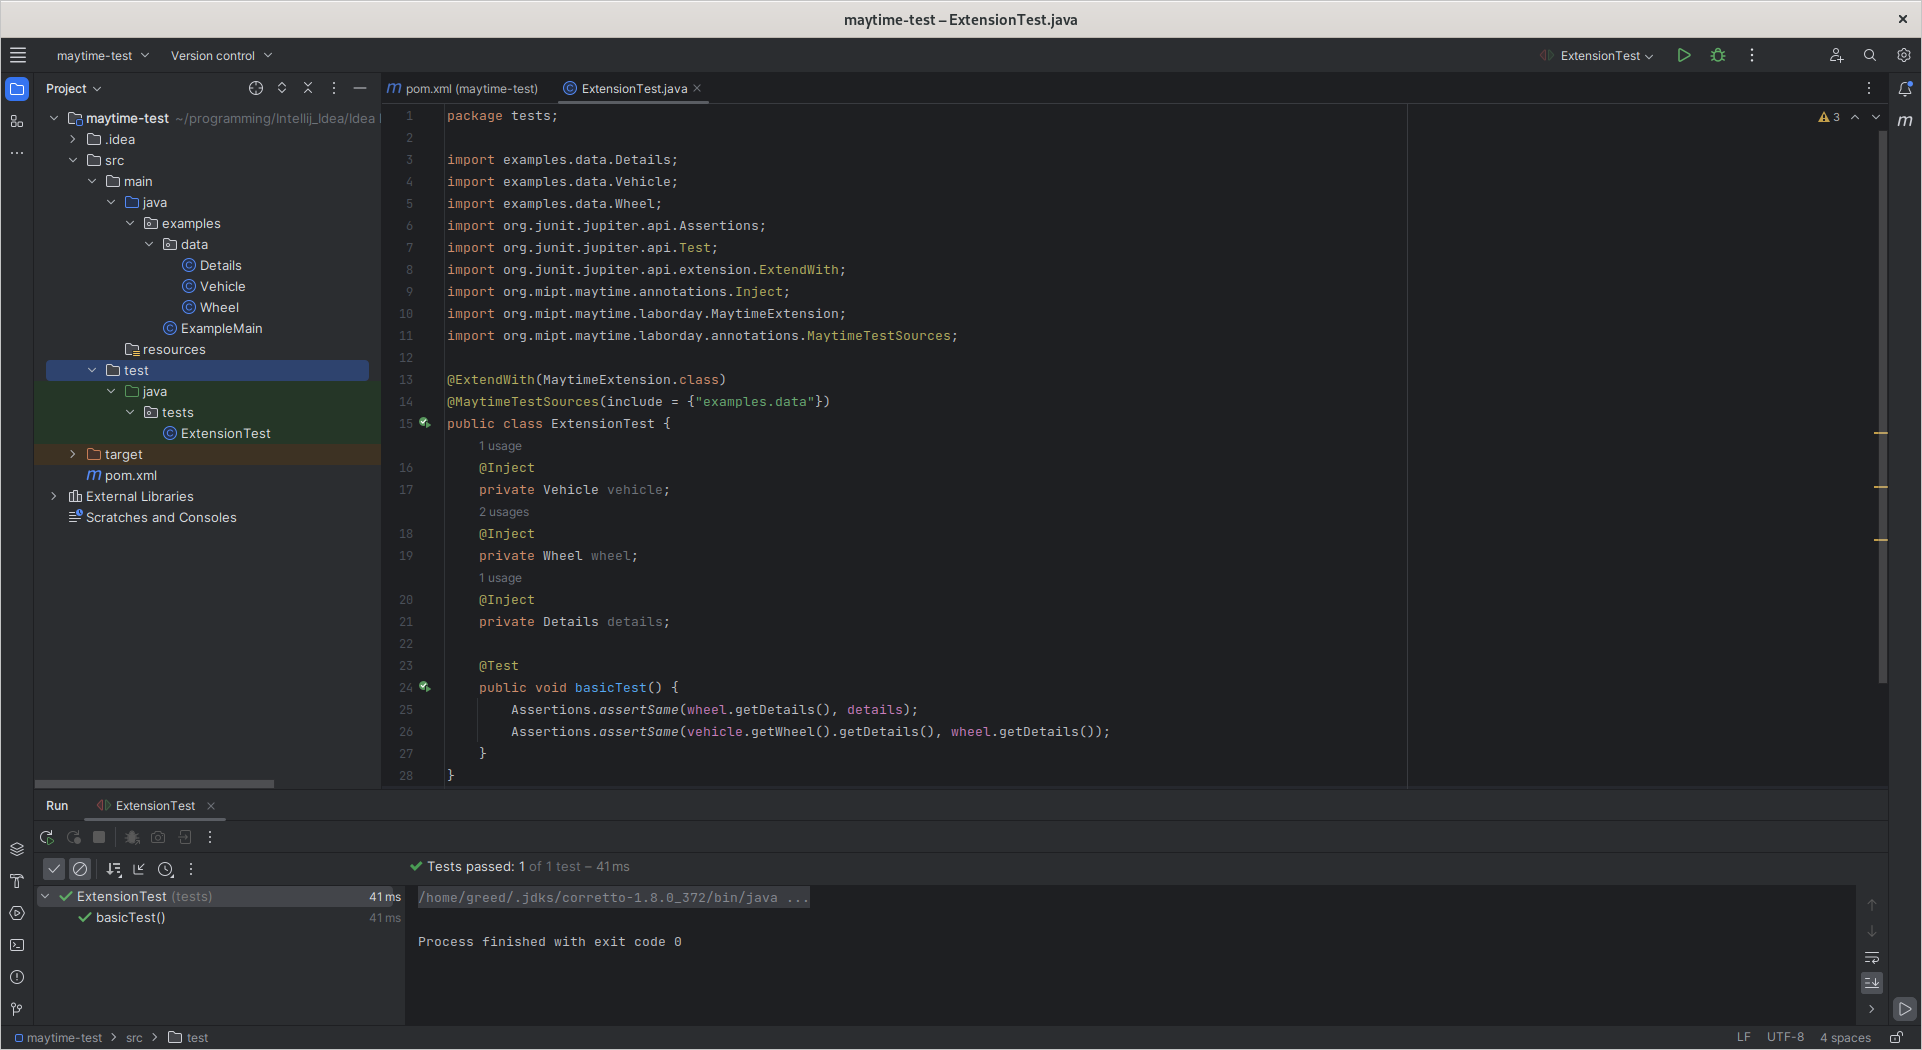 maytime-test – ExtensionTest.java
maytime-test
Version control
ExtensionTest
Project
maytime-test ~/programming/Intellij_Idea/Idea
.idea
src
main
java
examples
data
Details
Vehicle
Wheel
ExampleMain
resources
test
java
tests
ExtensionTest
target
pom.xml
External Libraries
Scratches and Consoles
pom.xml (maytime-test)
ExtensionTest.java
3
1 package tests;
2
3 import examples.data.Details;
4 import examples.data.Vehicle;
5 import examples.data.Wheel;
6 import org.junit.jupiter.api.Assertions;
7 import org.junit.jupiter.api.Test;
8 import org.junit.jupiter.api.extension.ExtendWith;
9 import org.mipt.maytime.annotations.Inject;
10 import org.mipt.maytime.laborday.MaytimeExtension;
11 import org.mipt.maytime.laborday.annotations.MaytimeTestSources;
12
13 @ExtendWith(MaytimeExtension.class)
14 @MaytimeTestSources(include = {"examples.data"})
15 public class ExtensionTest {
1 usage
16 @Inject
17 private Vehicle vehicle;
2 usages
18 @Inject
19 private Wheel wheel;
1 usage
20 @Inject
21 private Details details;
22
23 @Test
24 public void basicTest() {
25 Assertions.assertSame(wheel.getDetails(), details);
26 Assertions.assertSame(vehicle.getWheel().getDetails(), wheel.getDetails());
27 }
28 }
Run
ExtensionTest
Tests passed: 1 of 1 test – 41 ms
ExtensionTest (tests) 41 ms
basicTest() 41 ms
/home/greed/.jdks/corretto-1.8.0_372/bin/java ...
Process finished with exit code 0
maytime-test > src > test
LF
UTF-8
4 spaces